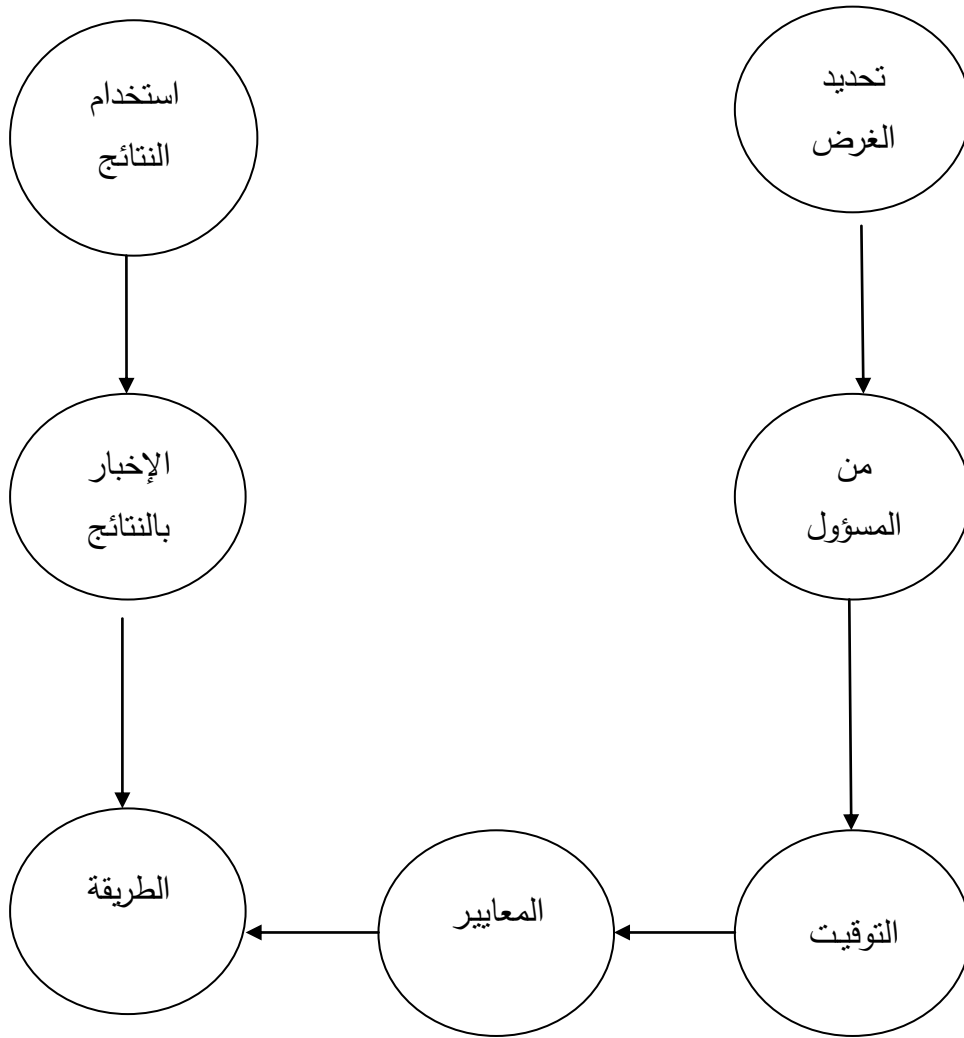 تحديد
الغرض
استخدام
النتائج
من
المسؤول
الإخبار
بالنتائج
التوقيت
المعايير
الطريقة